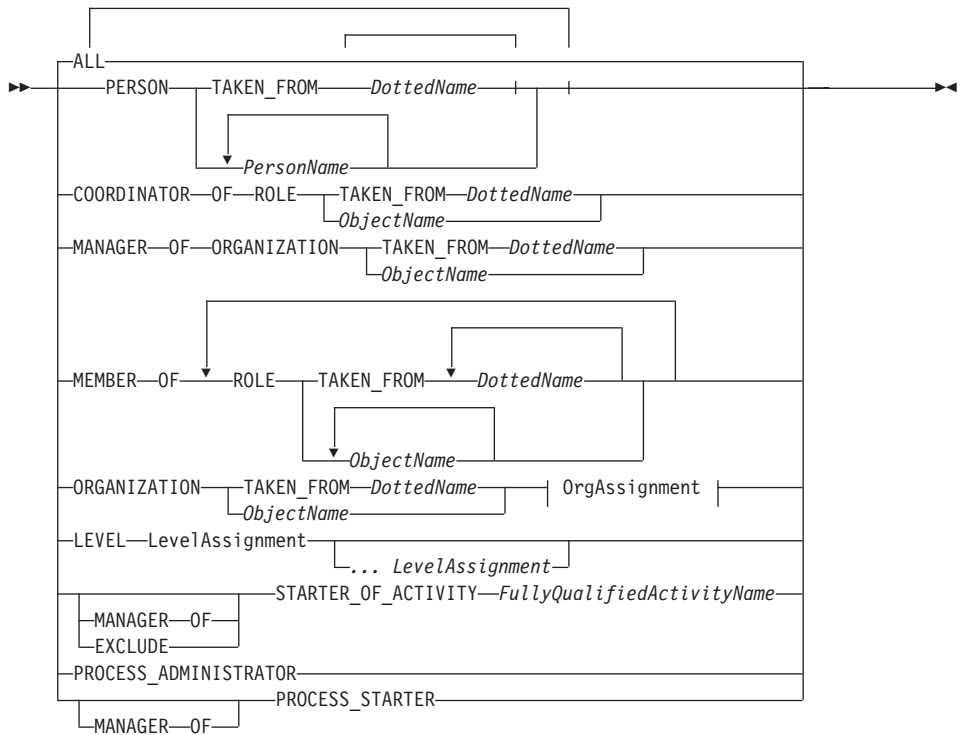 ALL
PERSON TAKEN_FROM DottedName
PersonName
COORDINATOR OF ROLE TAKEN_FROM DottedName
ObjectName
MANAGER OF ORGANIZATION TAKEN_FROM DottedName
ObjectName
MEMBER OF ROLE TAKEN_FROM DottedName
ObjectName
ORGANIZATION TAKEN_FROM DottedName OrgAssignment
ObjectName
LEVEL LevelAssignment
... LevelAssignment
STARTER_OF_ACTIVITY FullyQualifiedActivityName
MANAGER OF
EXCLUDE
PROCESS_ADMINISTRATOR
PROCESS_STARTER
MANAGER OF